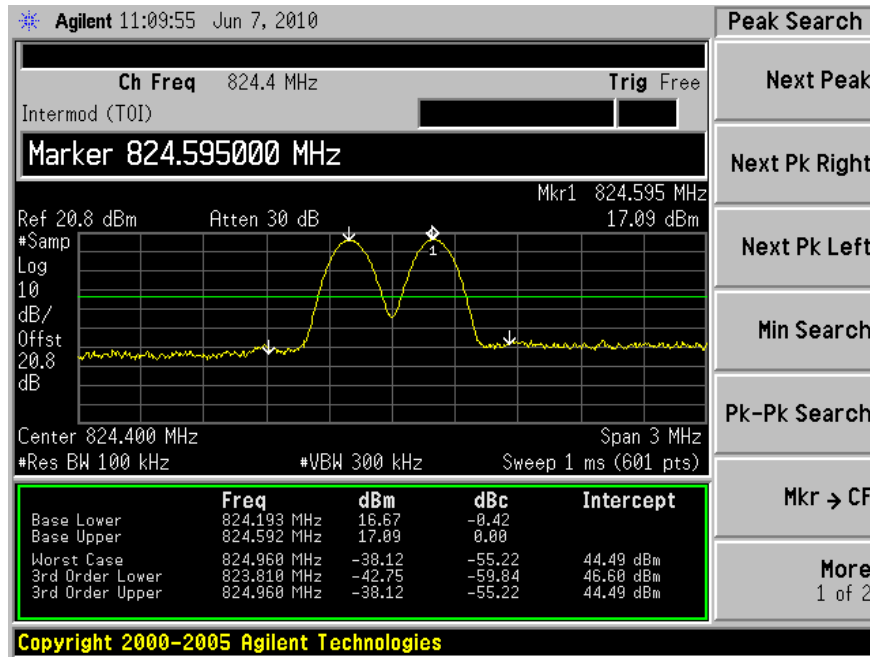 Agilent 11:09:55 Jun 7, 2010
Peak Search
Ch Freq 824.4 MHz
Trig Free
Intermod (TOI)
Marker 824.595000 MHz
Mkr1 824.595 MHz
Ref 20.8 dBm Atten 30 dB 17.09 dBm
#Samp
Log
10
dB/
Offst
20.8
dB
1
Center 824.400 MHz Span 3 MHz
#Res BW 100 kHz #VBW 300 kHz Sweep 1 ms (601 pts)
Freq dBm dBc Intercept
Base Lower 824.193 MHz 16.67 -0.42
Base Upper 824.592 MHz 17.09 0.00
Worst Case 824.960 MHz -38.12 -55.22 44.49 dBm
3rd Order Lower 823.810 MHz -42.75 -59.84 46.60 dBm
3rd Order Upper 824.960 MHz -38.12 -55.22 44.49 dBm
Copyright 2000-2005 Agilent Technologies
Next Peak
Next Pk Right
Next Pk Left
Min Search
Pk-Pk Search
Mkr → CF
More
1 of 2